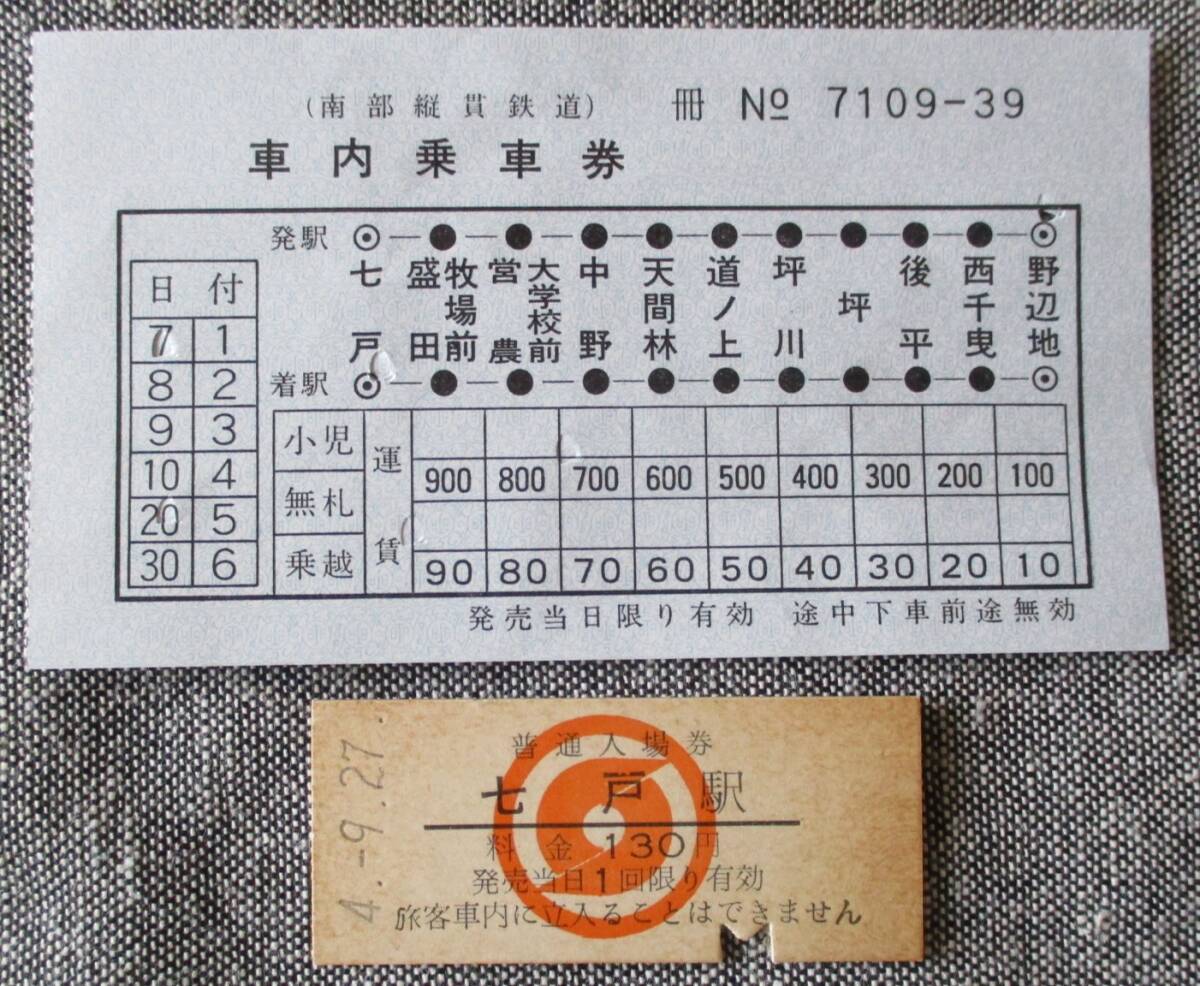 (南部縦貫鉄道) 冊 № 7109-39
車内乗車券
発駅
七戸 盛田牧場前 営農大学校前 中野 天間林 道ノ上 坪川 坪 後平 西千曳 野辺地
着駅
日付
7 1
8 2
9 3
10 4
20 5
30 6
小児
無札
乗越
運賃
900 800 700 600 500 400 300 200 100
90 80 70 60 50 40 30 20 10
発売当日限り有効 途中下車前途無効
4.-9.27
普通入場券
七戸駅
料金 130円
発売当日1回限り有効
旅客車内に立入ることはできません